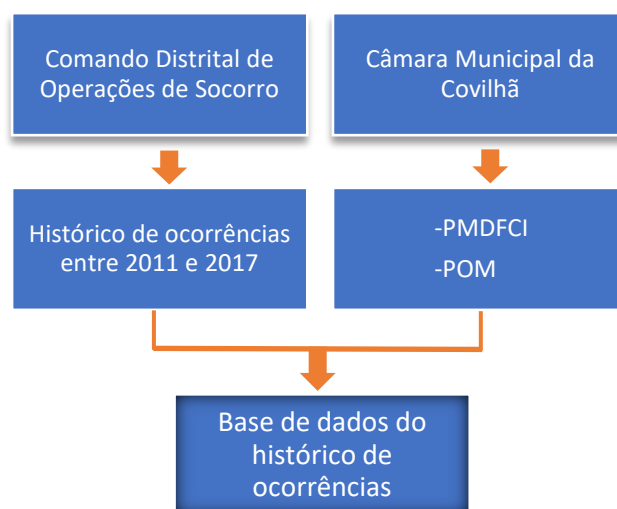 Comando Distrital de
Operações de Socorro
Câmara Municipal da
Covilhã
Histórico de ocorrências
entre 2011 e 2017
-PMDFCI
-POM
Base de dados do
histórico de
ocorrências